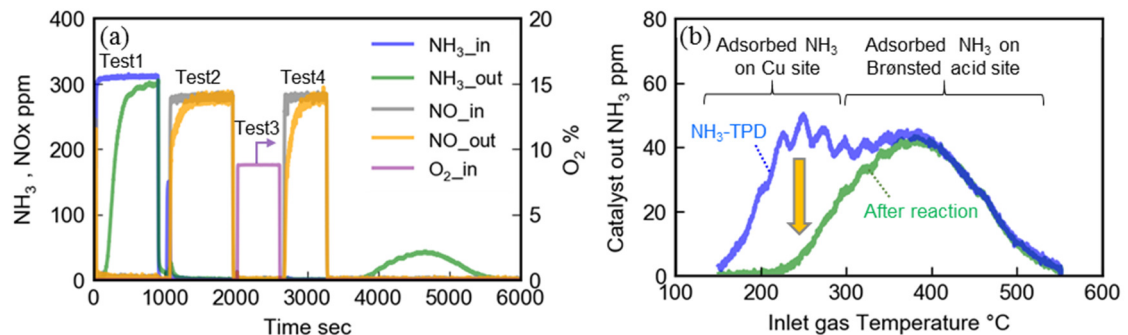 (a)
NH₃, NOx ppm
400
300
200
100
0
Test1
Test2
Test3
Test4
NH₃_in
NH₃_out
NO_in
NO_out
O₂_in
20
15
10
5
0
O₂ %
0 1000 2000 3000 4000 5000 6000
Time sec
(b)
Catalyst out NH₃ ppm
80
60
40
20
0
Adsorbed NH₃
on Cu site
Adsorbed NH₃ on
Brønsted acid site
NH₃-TPD
After reaction
100 200 300 400 500 600
Inlet gas Temperature °C